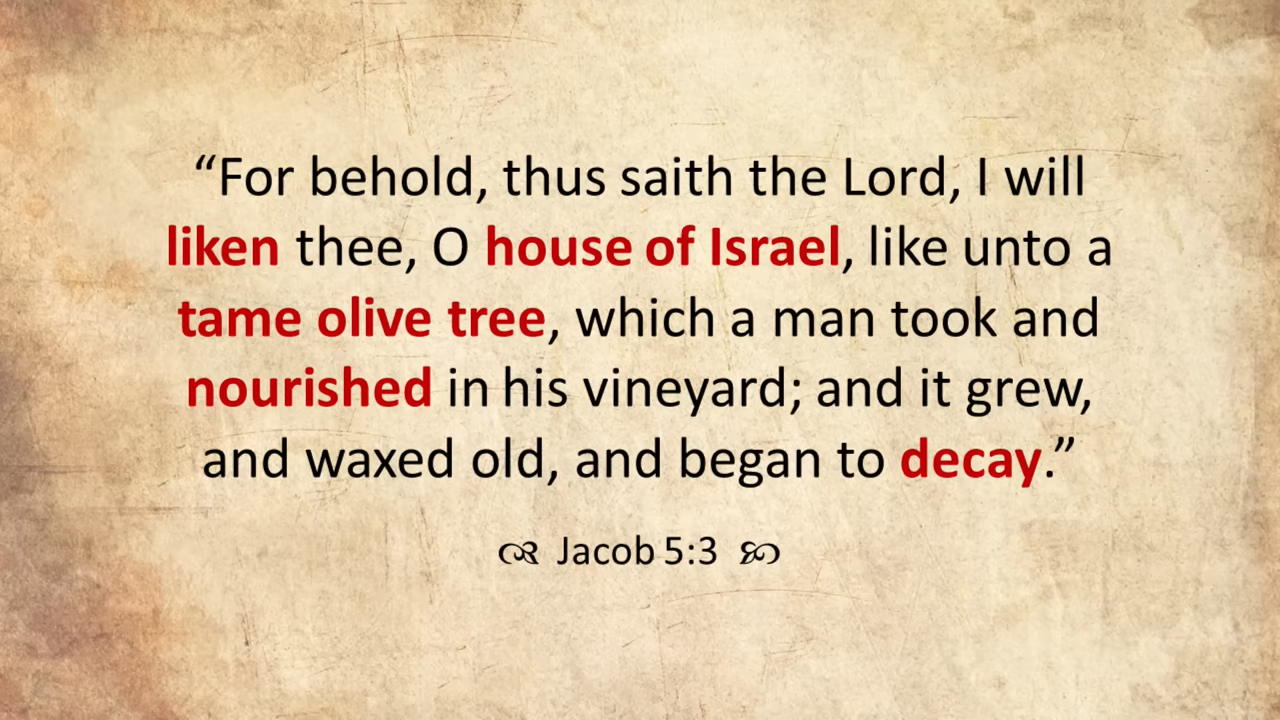 “For behold, thus saith the Lord, I will
liken thee, O house of Israel, like unto a
tame olive tree, which a man took and
nourished in his vineyard; and it grew,
and waxed old, and began to decay.”
Jacob 5:3